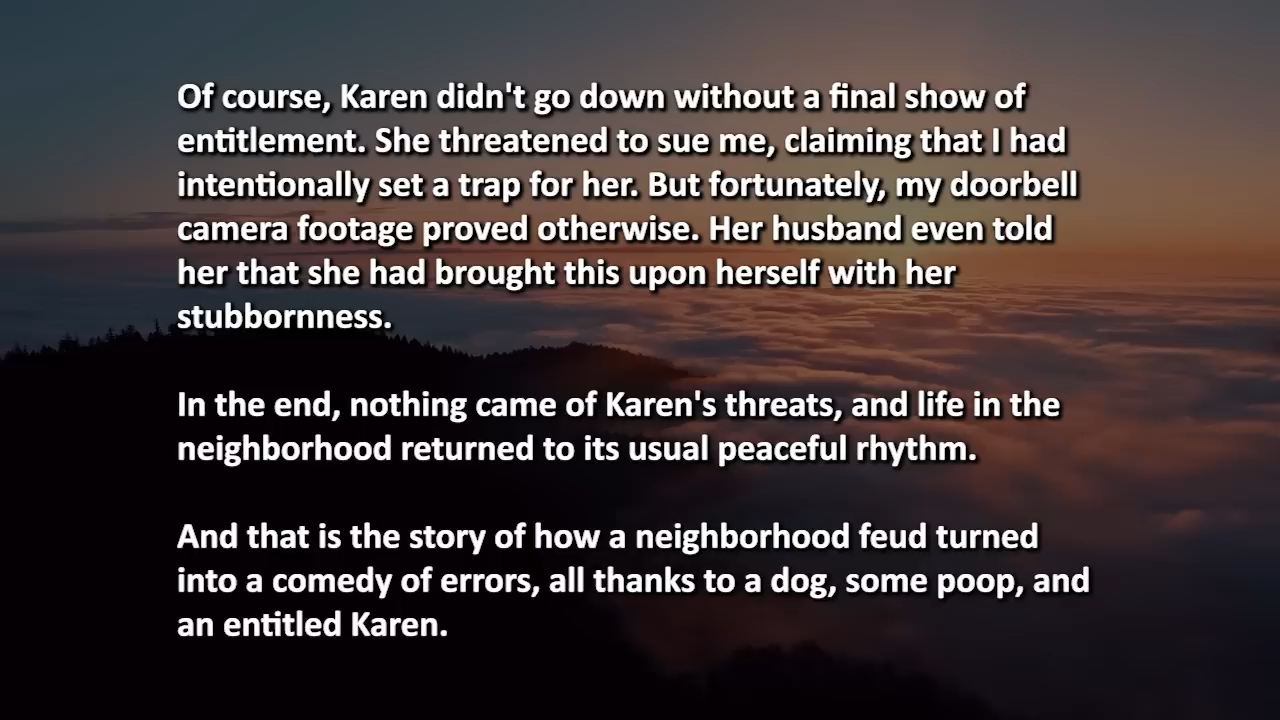 Of course, Karen didn't go down without a final show of
entitlement. She threatened to sue me, claiming that I had
intentionally set a trap for her. But fortunately, my doorbell
camera footage proved otherwise. Her husband even told
her that she had brought this upon herself with her
stubbornness.
In the end, nothing came of Karen's threats, and life in the
neighborhood returned to its usual peaceful rhythm.
And that is the story of how a neighborhood feud turned
into a comedy of errors, all thanks to a dog, some poop, and
an entitled Karen.